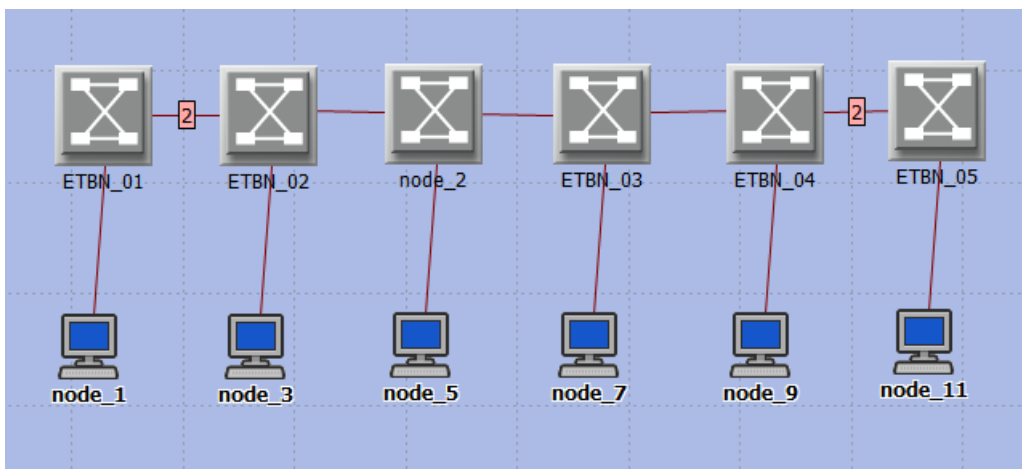 2
2
ETBN_01
ETBN_02
node_2
ETBN_03
ETBN_04
ETBN_05
node_1
node_3
node_5
node_7
node_9
node_11